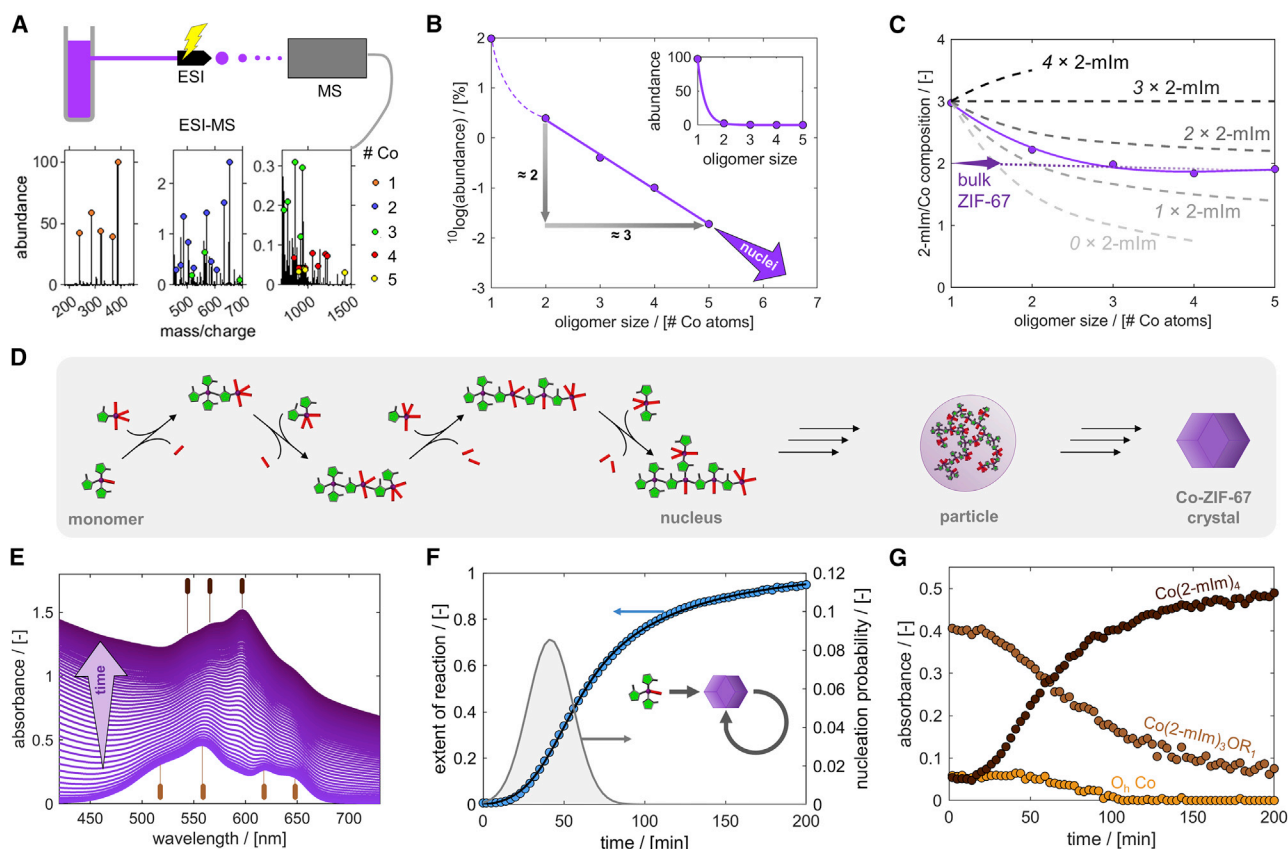 A
ESI
MS
ESI-MS
# Co
1
2
3
4
5
abundance
100
50
0
200
300
400
2
1
0
500
600
700
0.3
0.2
0.1
0
1000
1500
mass/charge
B
10log(abundance) / [%]
2
1
0
-1
-2
-3
≈ 2
≈ 3
nuclei
abundance
100
50
0
1 2 3 4 5
oligomer size
1 2 3 4 5 6 7
oligomer size / [# Co atoms]
C
2-mIm/Co composition / [-]
4
3
2
1
0
4 × 2-mIm
3 × 2-mIm
2 × 2-mIm
1 × 2-mIm
0 × 2-mIm
bulk
ZIF-67
1 2 3 4 5
oligomer size / [# Co atoms]
D
monomer
nucleus
particle
Co-ZIF-67
crystal
E
absorbance / [-]
1.5
1
0.5
0
time
450 500 550 600 650 700
wavelength / [nm]
F
extent of reaction / [-]
1
0.8
0.6
0.4
0.2
0
0.12
0.1
0.08
0.06
0.04
0.02
0
nucleation probability / [-]
0 50 100 150 200
time / [min]
G
absorbance / [-]
0.5
0.4
0.3
0.2
0.1
0
Co(2-mIm)4
Co(2-mIm)3OR1
Oh Co
0 50 100 150 200
time / [min]